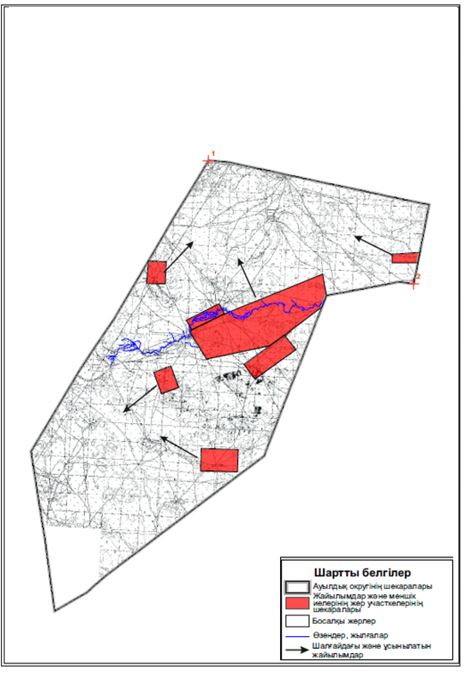 1
2
Шартты белгілер
Ауылдық округінің шекаралары
Жайылымдар және меншік
иелерінің жер участкелерінің
шекаралары
Босалқы жерлер
Өзендер, жылғалар
Шалғайдағы және ұсынылатын
жайылымдар